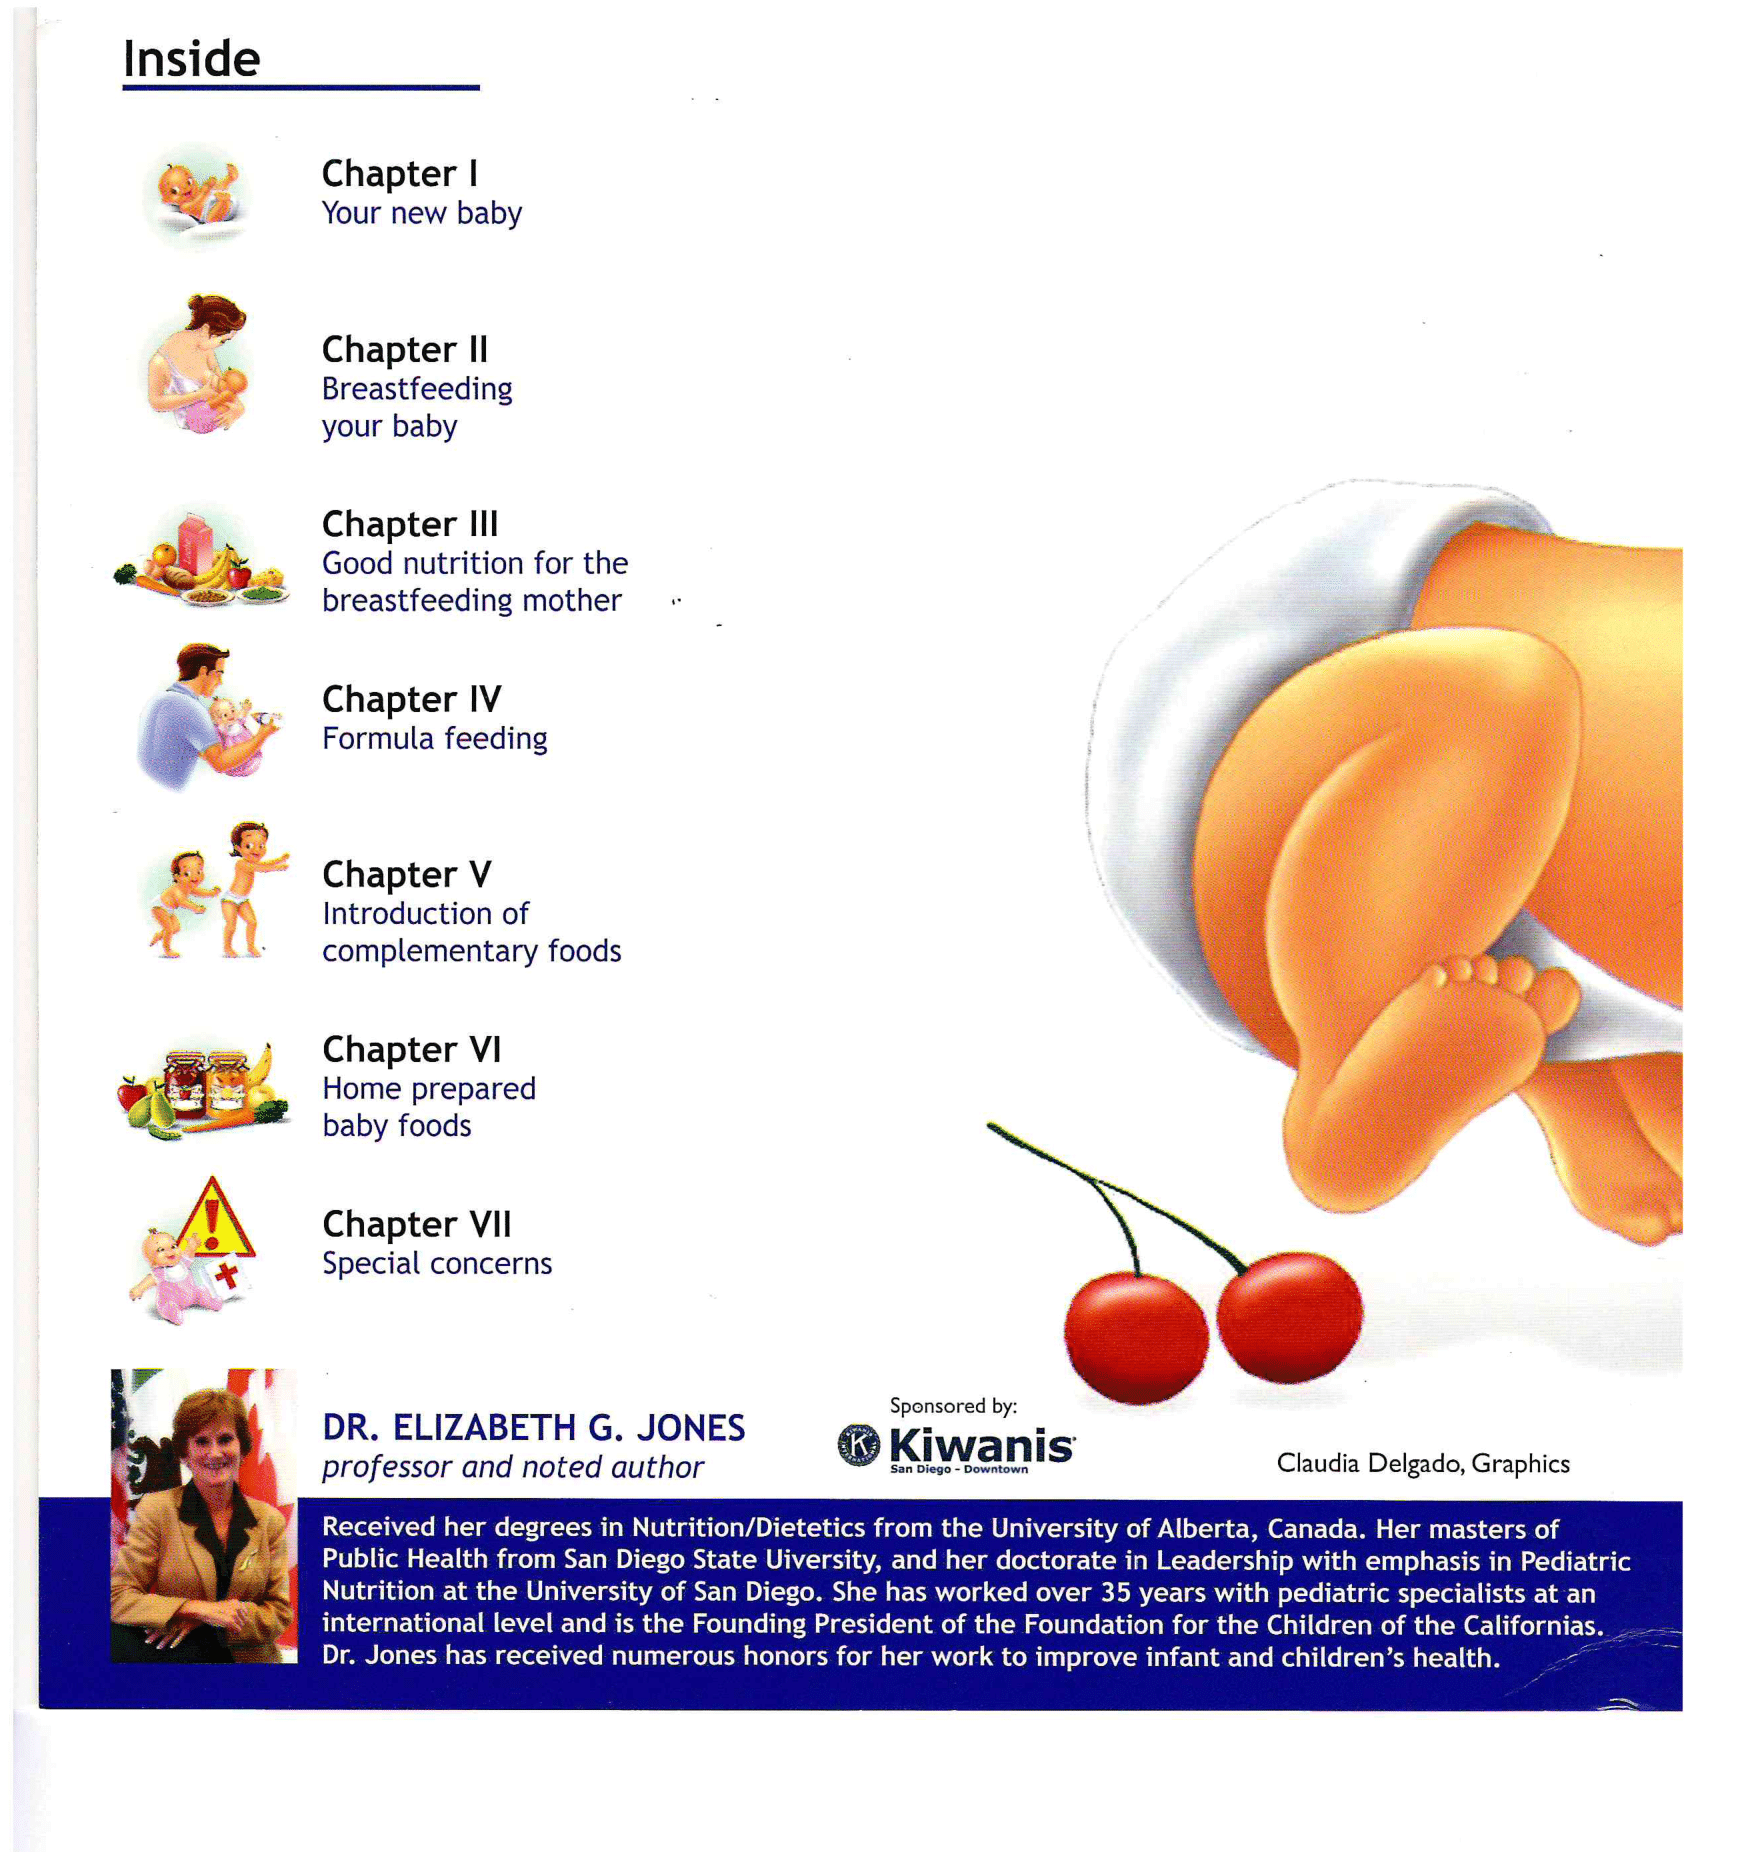 Inside
Chapter I
Your new baby
Chapter II
Breastfeeding
your baby
Chapter III
Good nutrition for the
breastfeeding mother
Chapter IV
Formula feeding
Chapter V
Introduction of
complementary foods
Chapter VI
Home prepared
baby foods
Chapter VII
Special concerns
DR. ELIZABETH G. JONES
professor and noted author
Sponsored by:
K
Kiwanis
San Diego - Downtown
Claudia Delgado, Graphics
Received her degrees in Nutrition/Dietetics from the University of Alberta, Canada. Her masters of
Public Health from San Diego State Uiversity, and her doctorate in Leadership with emphasis in Pediatric
Nutrition at the University of San Diego. She has worked over 35 years with pediatric specialists at an
international level and is the Founding President of the Foundation for the Children of the Californias.
Dr. Jones has received numerous honors for her work to improve infant and children's health.